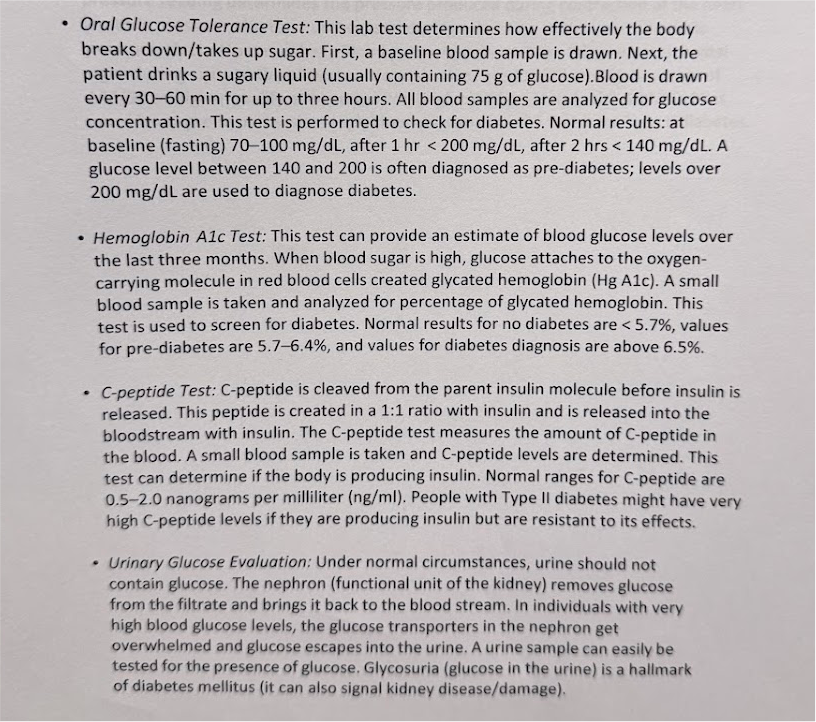 • Oral Glucose Tolerance Test: This lab test determines how effectively the body
breaks down/takes up sugar. First, a baseline blood sample is drawn. Next, the
patient drinks a sugary liquid (usually containing 75 g of glucose).Blood is drawn
every 30–60 min for up to three hours. All blood samples are analyzed for glucose
concentration. This test is performed to check for diabetes. Normal results: at
baseline (fasting) 70–100 mg/dL, after 1 hr < 200 mg/dL, after 2 hrs < 140 mg/dL. A
glucose level between 140 and 200 is often diagnosed as pre-diabetes; levels over
200 mg/dL are used to diagnose diabetes.
• Hemoglobin A1c Test: This test can provide an estimate of blood glucose levels over
the last three months. When blood sugar is high, glucose attaches to the oxygen-
carrying molecule in red blood cells created glycated hemoglobin (Hg A1c). A small
blood sample is taken and analyzed for percentage of glycated hemoglobin. This
test is used to screen for diabetes. Normal results for no diabetes are < 5.7%, values
for pre-diabetes are 5.7–6.4%, and values for diabetes diagnosis are above 6.5%.
• C-peptide Test: C-peptide is cleaved from the parent insulin molecule before insulin is
released. This peptide is created in a 1:1 ratio with insulin and is released into the
bloodstream with insulin. The C-peptide test measures the amount of C-peptide in
the blood. A small blood sample is taken and C-peptide levels are determined. This
test can determine if the body is producing insulin. Normal ranges for C-peptide are
0.5–2.0 nanograms per milliliter (ng/ml). People with Type II diabetes might have very
high C-peptide levels if they are producing insulin but are resistant to its effects.
• Urinary Glucose Evaluation: Under normal circumstances, urine should not
contain glucose. The nephron (functional unit of the kidney) removes glucose
from the filtrate and brings it back to the blood stream. In individuals with very
high blood glucose levels, the glucose transporters in the nephron get
overwhelmed and glucose escapes into the urine. A urine sample can easily be
tested for the presence of glucose. Glycosuria (glucose in the urine) is a hallmark
of diabetes mellitus (it can also signal kidney disease/damage).